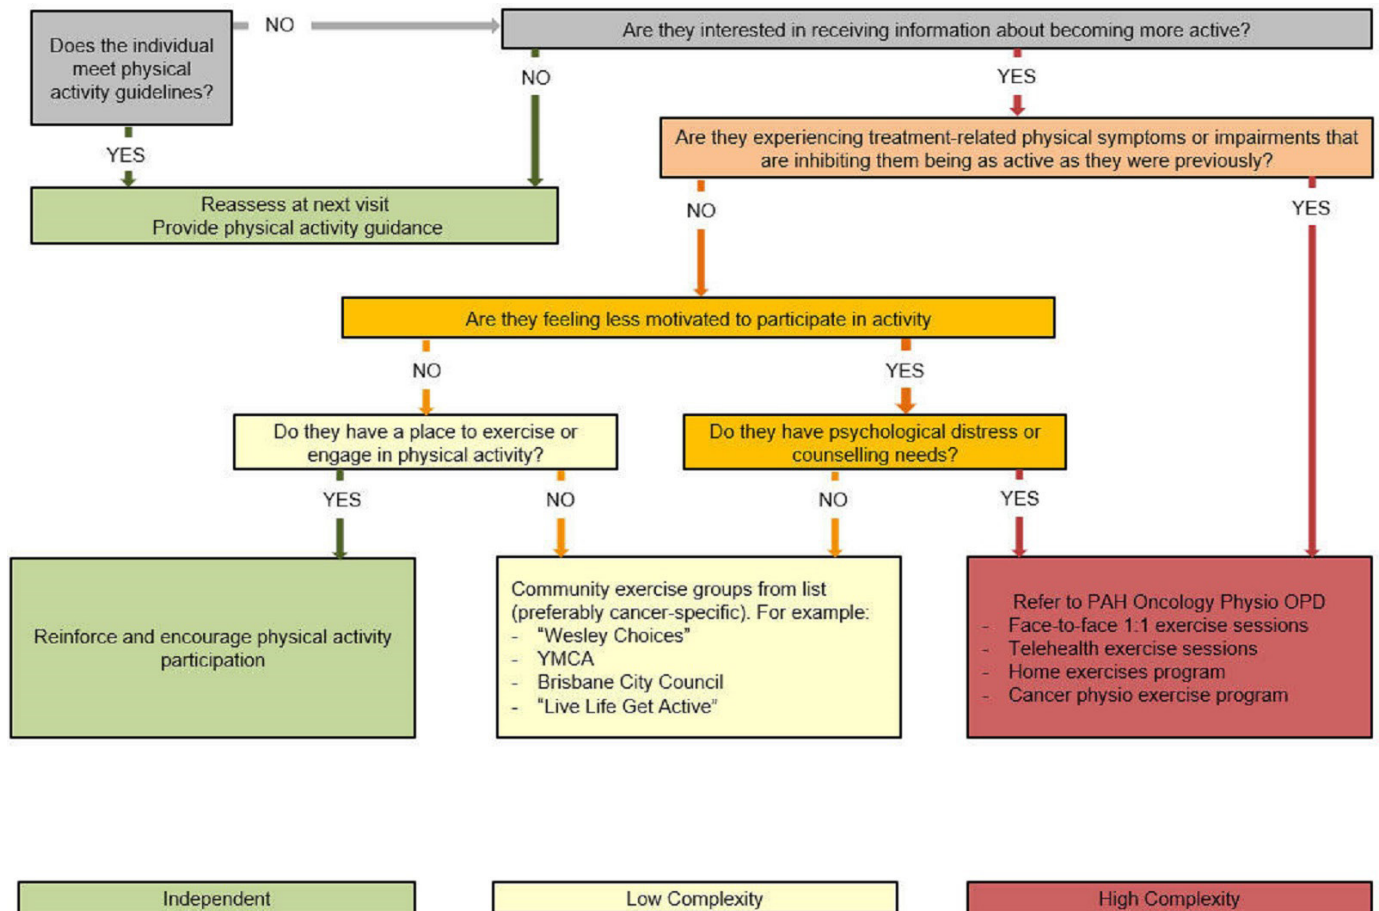 NO
Are they interested in receiving information about becoming more active?
Does the individual
meet physical
activity guidelines?
NO
YES
Are they experiencing treatment-related physical symptoms or impairments that
are inhibiting them being as active as they were previously?
YES
Reassess at next visit
Provide physical activity guidance
NO
YES
Are they feeling less motivated to participate in activity
NO
YES
Do they have a place to exercise or
engage in physical activity?
Do they have psychological distress or
counselling needs?
YES
NO
NO
YES
Reinforce and encourage physical activity
participation
Community exercise groups from list
(preferably cancer-specific). For example:
- “Wesley Choices”
- YMCA
- Brisbane City Council
- “Live Life Get Active”
Refer to PAH Oncology Physio OPD
- Face-to-face 1:1 exercise sessions
- Telehealth exercise sessions
- Home exercises program
- Cancer physio exercise program
Independent
Low Complexity
High Complexity